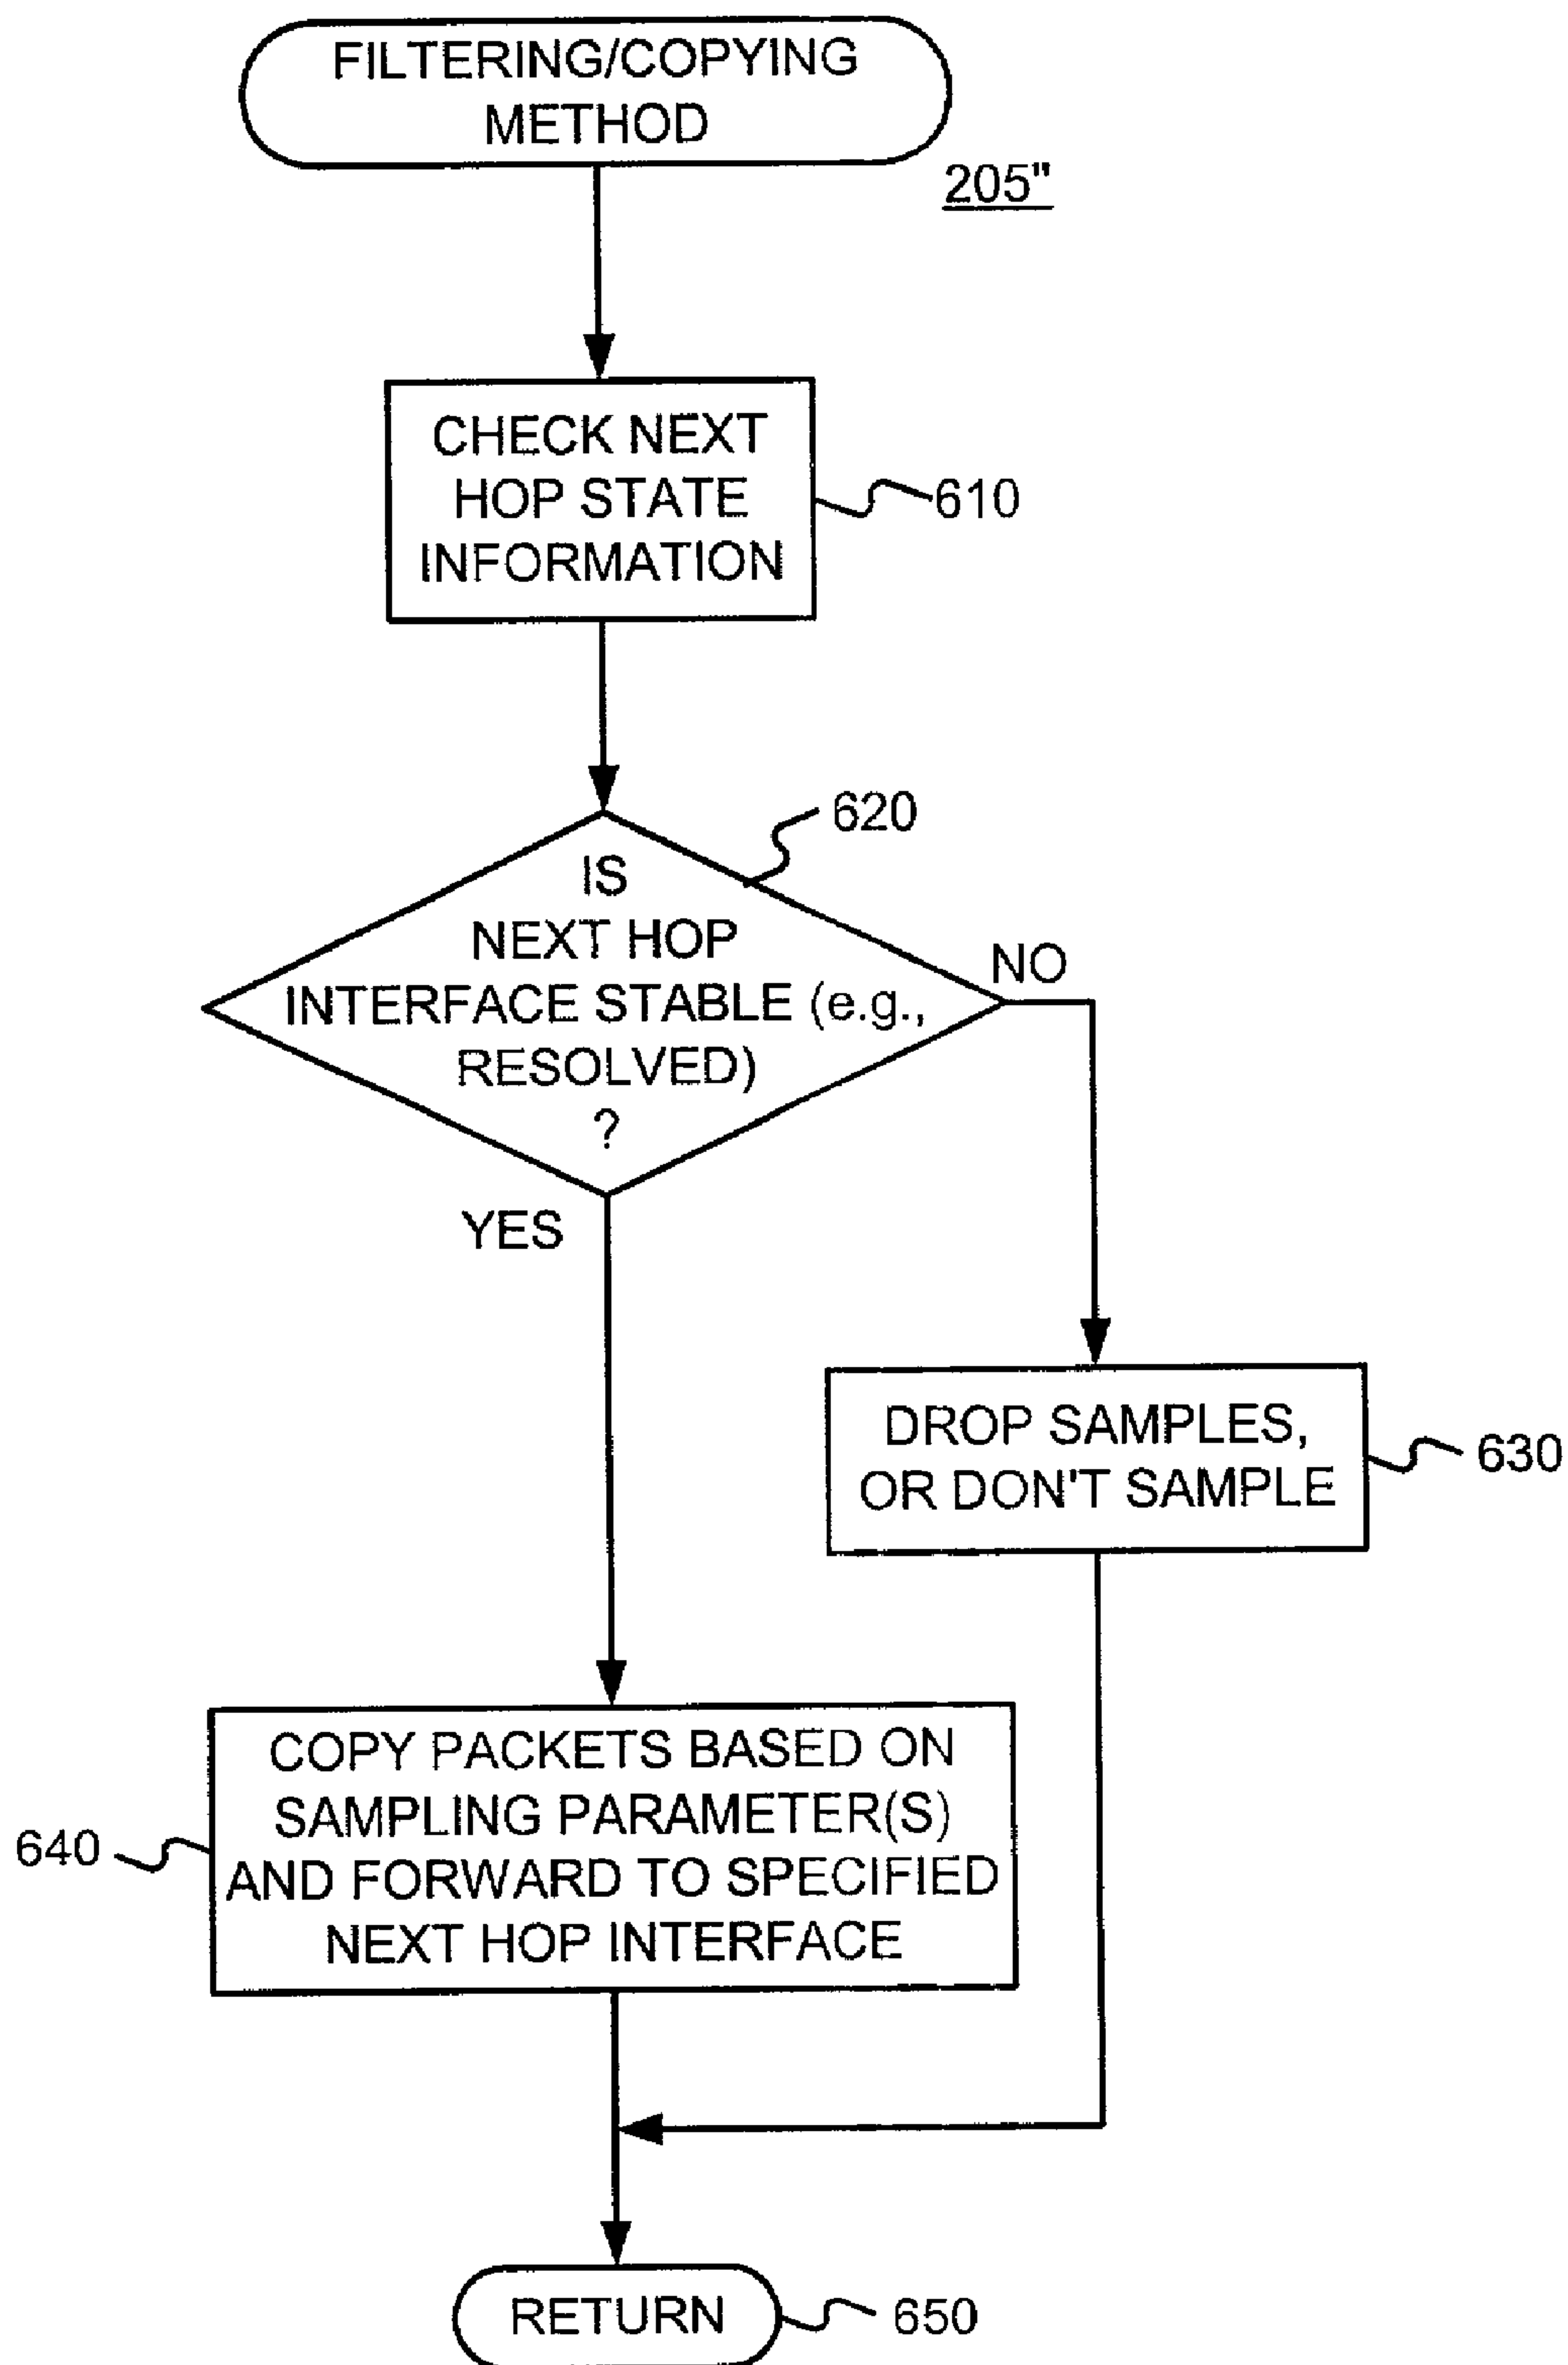 FILTERING/COPYING
METHOD
205"
CHECK NEXT
HOP STATE
INFORMATION
610
620
IS
NEXT HOP
INTERFACE STABLE (e.g.,
RESOLVED)
?
NO
YES
DROP SAMPLES,
OR DON'T SAMPLE
630
COPY PACKETS BASED ON
SAMPLING PARAMETER(S)
AND FORWARD TO SPECIFIED
NEXT HOP INTERFACE
640
RETURN
650